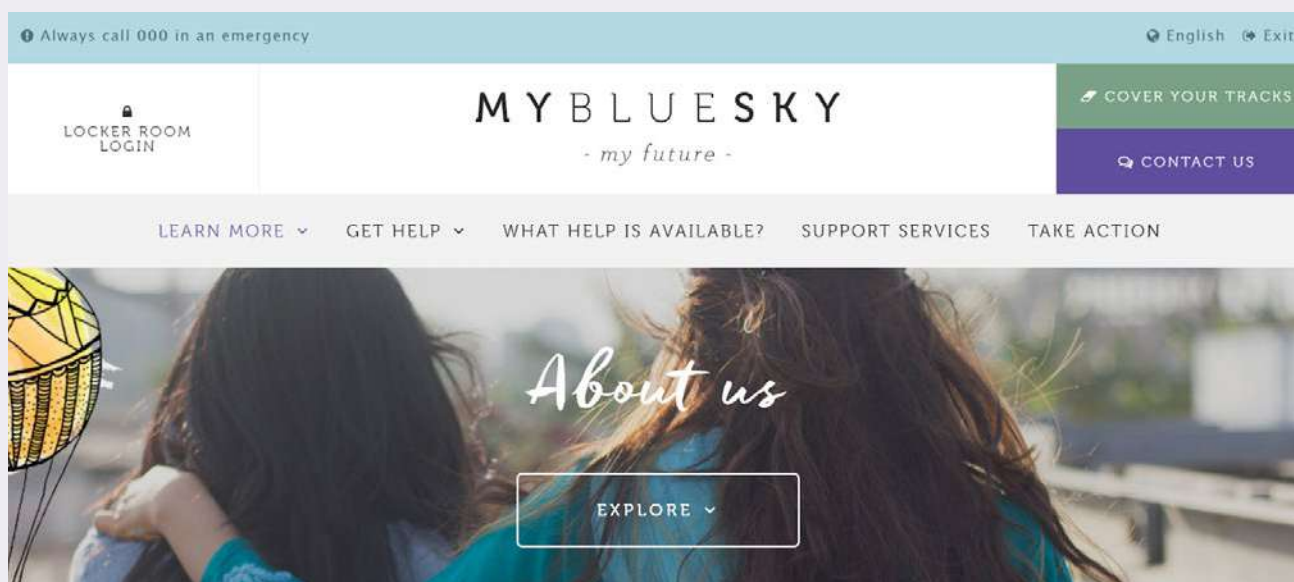 Always call 000 in an emergency
English Exit
LOCKER ROOM
LOGIN
MYBLUESKY
- my future -
COVER YOUR TRACKS
CONTACT US
LEARN MORE GET HELP WHAT HELP IS AVAILABLE? SUPPORT SERVICES TAKE ACTION
About us
EXPLORE